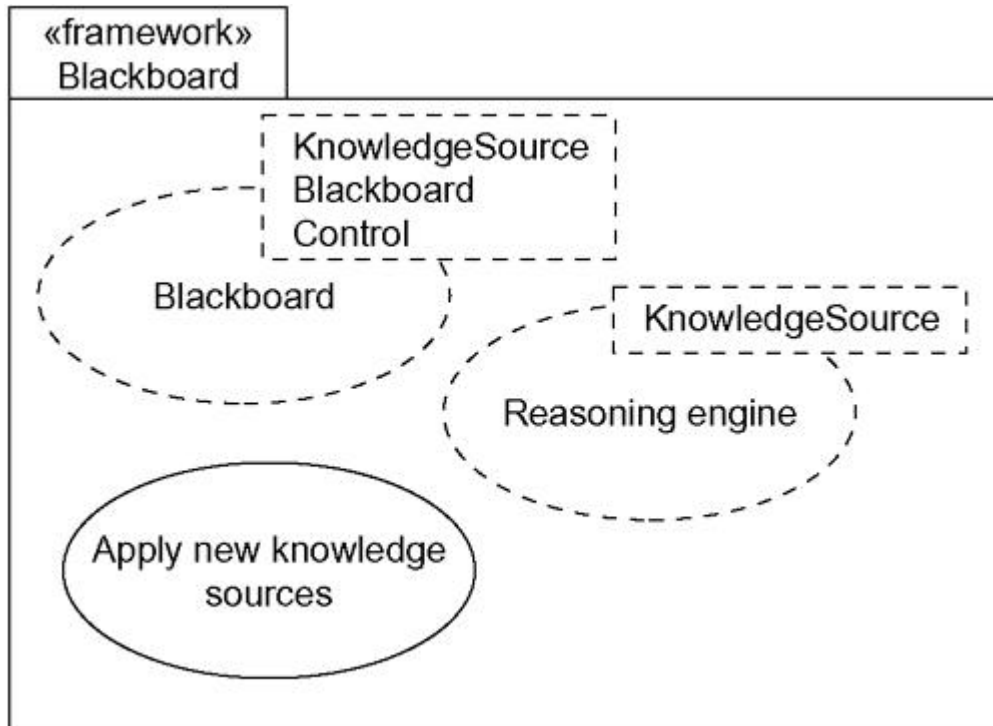 «framework»
Blackboard
KnowledgeSource
Blackboard
Control
Blackboard
KnowledgeSource
Reasoning engine
Apply new knowledge
sources